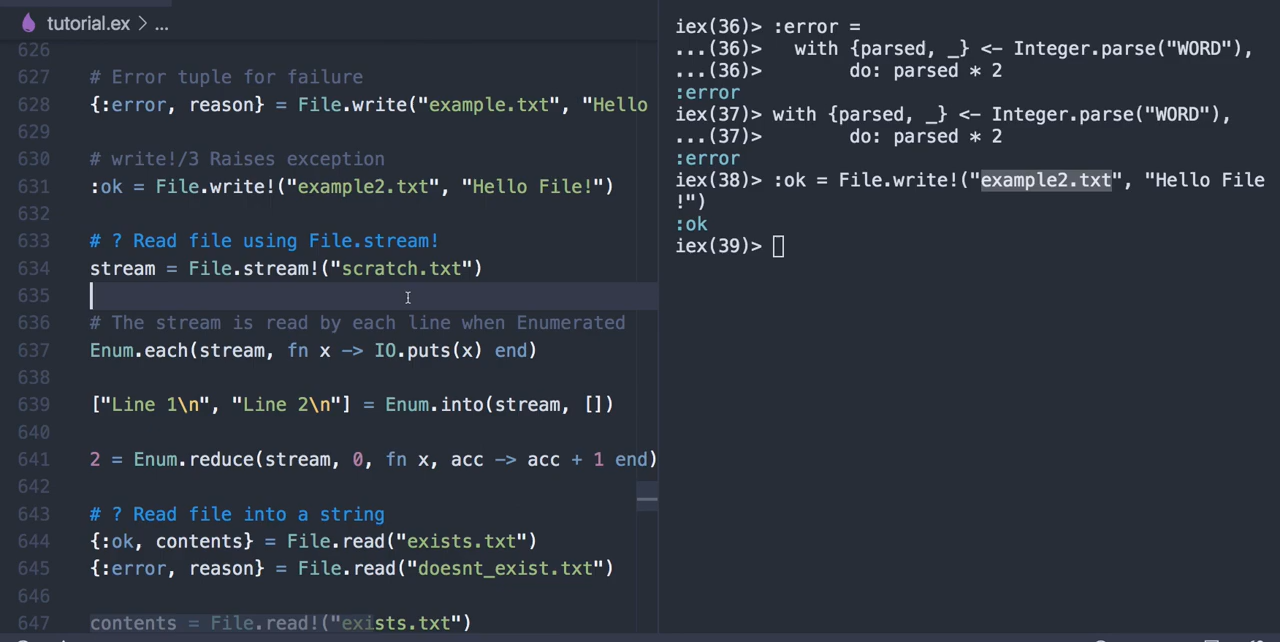 tutorial.ex > ...
626
627 # Error tuple for failure
628 {:error, reason} = File.write("example.txt", "Hello
629
630 # write!/3 Raises exception
631 :ok = File.write!("example2.txt", "Hello File!")
632
633 # ? Read file using File.stream!
634 stream = File.stream!("scratch.txt")
635
636 # The stream is read by each line when Enumerated
637 Enum.each(stream, fn x -> IO.puts(x) end)
638
639 ["Line 1\n", "Line 2\n"] = Enum.into(stream, [])
640
641 2 = Enum.reduce(stream, 0, fn x, acc -> acc + 1 end)
642
643 # ? Read file into a string
644 {:ok, contents} = File.read("exists.txt")
645 {:error, reason} = File.read("doesnt_exist.txt")
646
647 contents = File.read!("exists.txt")
iex(36)> :error =
...(36)>   with {parsed, _} <- Integer.parse("WORD"),
...(36)>        do: parsed * 2
:error
iex(37)> with {parsed, _} <- Integer.parse("WORD"),
...(37)>        do: parsed * 2
:error
iex(38)> :ok = File.write!("example2.txt", "Hello File
!")
:ok
iex(39)>